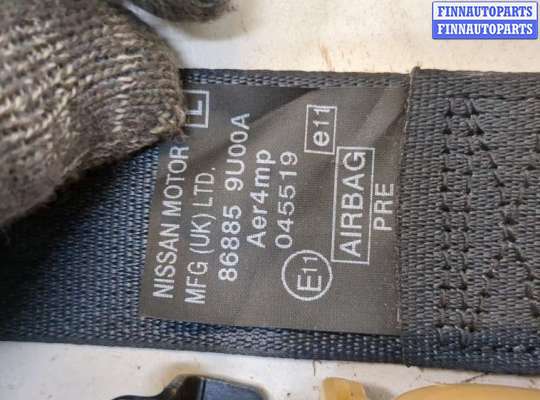 FINNAUTOPARTS
FINNAUTOPARTS
NISSAN MOTOR L
MFG (UK) LTD.
86885 9U00A
Aer4mp
045519 e11
E11 AIRBAG
PRE